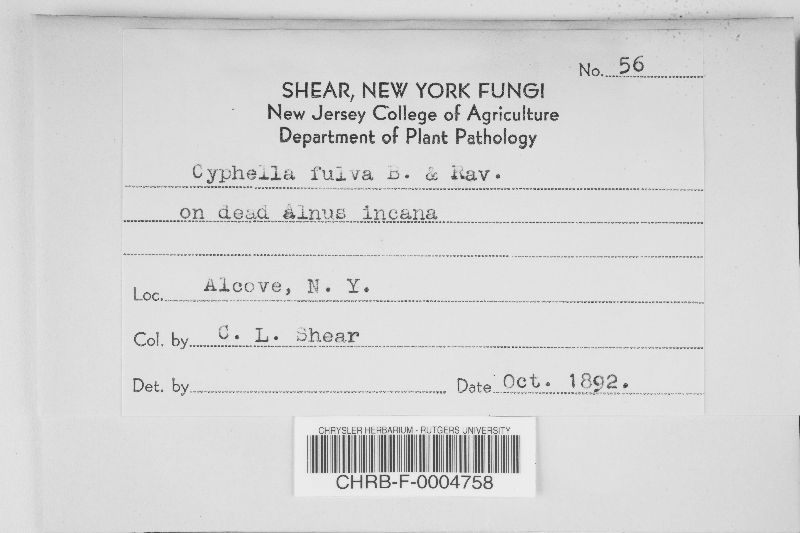 No. 56
SHEAR, NEW YORK FUNGI
New Jersey College of Agriculture
Department of Plant Pathology
Cyphella fulva B. & Rav.
on dead Alnus incana
Loc. Alcove, N. Y.
Col. by C. L. Shear
Det. by Date Oct. 1892.
CHRYSLER HERBARIUM - RUTGERS UNIVERSITY
CHRB-F-0004758